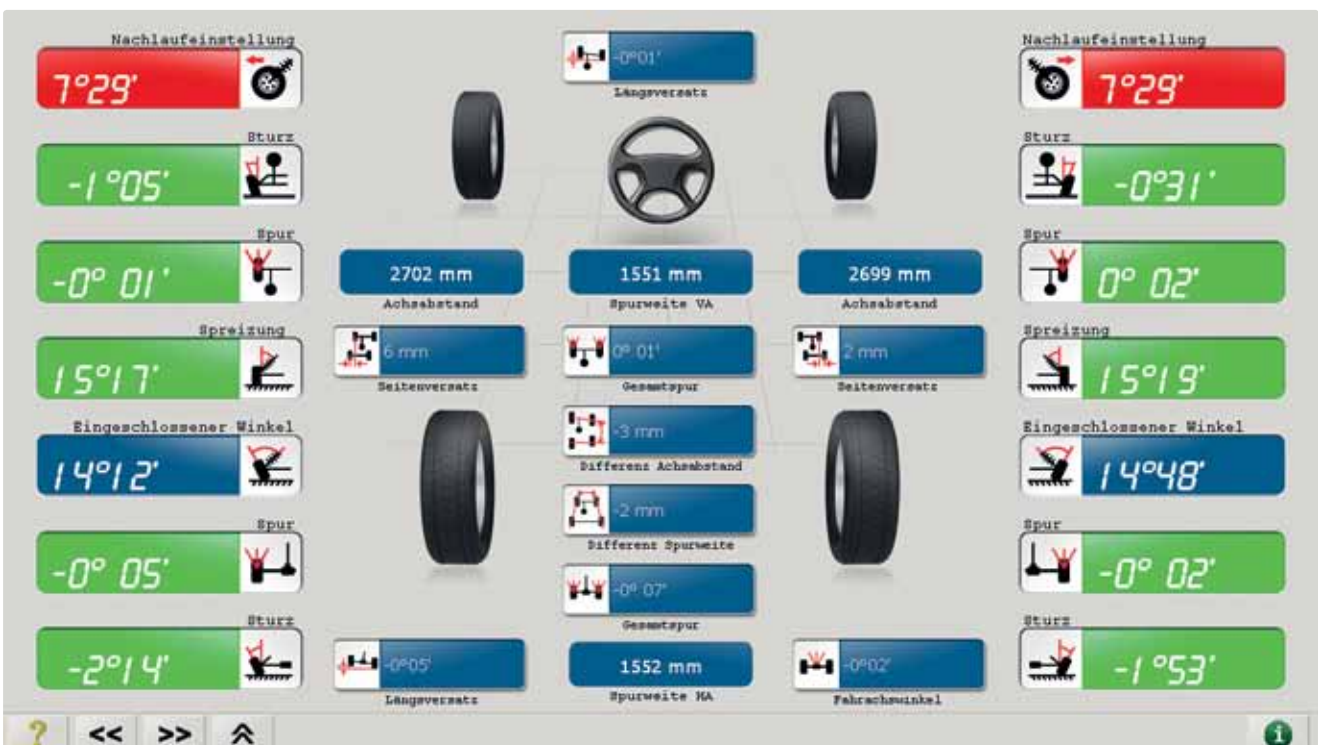 Nachlaufeinstellung
7°29'
Sturz
-1°05'
Spur
-0° 01'
Spreizung
15°17'
Eingeschlossener Winkel
14°12'
Spur
-0° 05'
Sturz
-2°14'
-0°01'
Längsversatz
2702 mm
Achsabstand
1551 mm
Spurweite VA
2699 mm
Achsabstand
6 mm
Seitenversatz
0° 01'
Gesamtspur
2 mm
Seitenversatz
-3 mm
Differenz Achsabstand
-2 mm
Differenz Spurweite
-0° 07'
Gesamtspur
-0°05'
Längsversatz
1552 mm
Spurweite HA
-0°02'
Fahrachswinkel
Nachlaufeinstellung
7°29'
Sturz
-0°31'
Spur
0° 02'
Spreizung
15°19'
Eingeschlossener Winkel
14°48'
Spur
-0° 02'
Sturz
-1°53'
? << >>
i